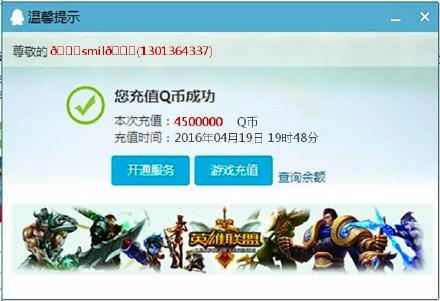 温馨提示
尊敬的 ð□□□smilð□□□(1301364337)
您充值Q币成功
本次充值：4500000 Q币
充值时间：2016年04月19日 19时48分
开通服务 游戏充值 查询余额
英雄联盟